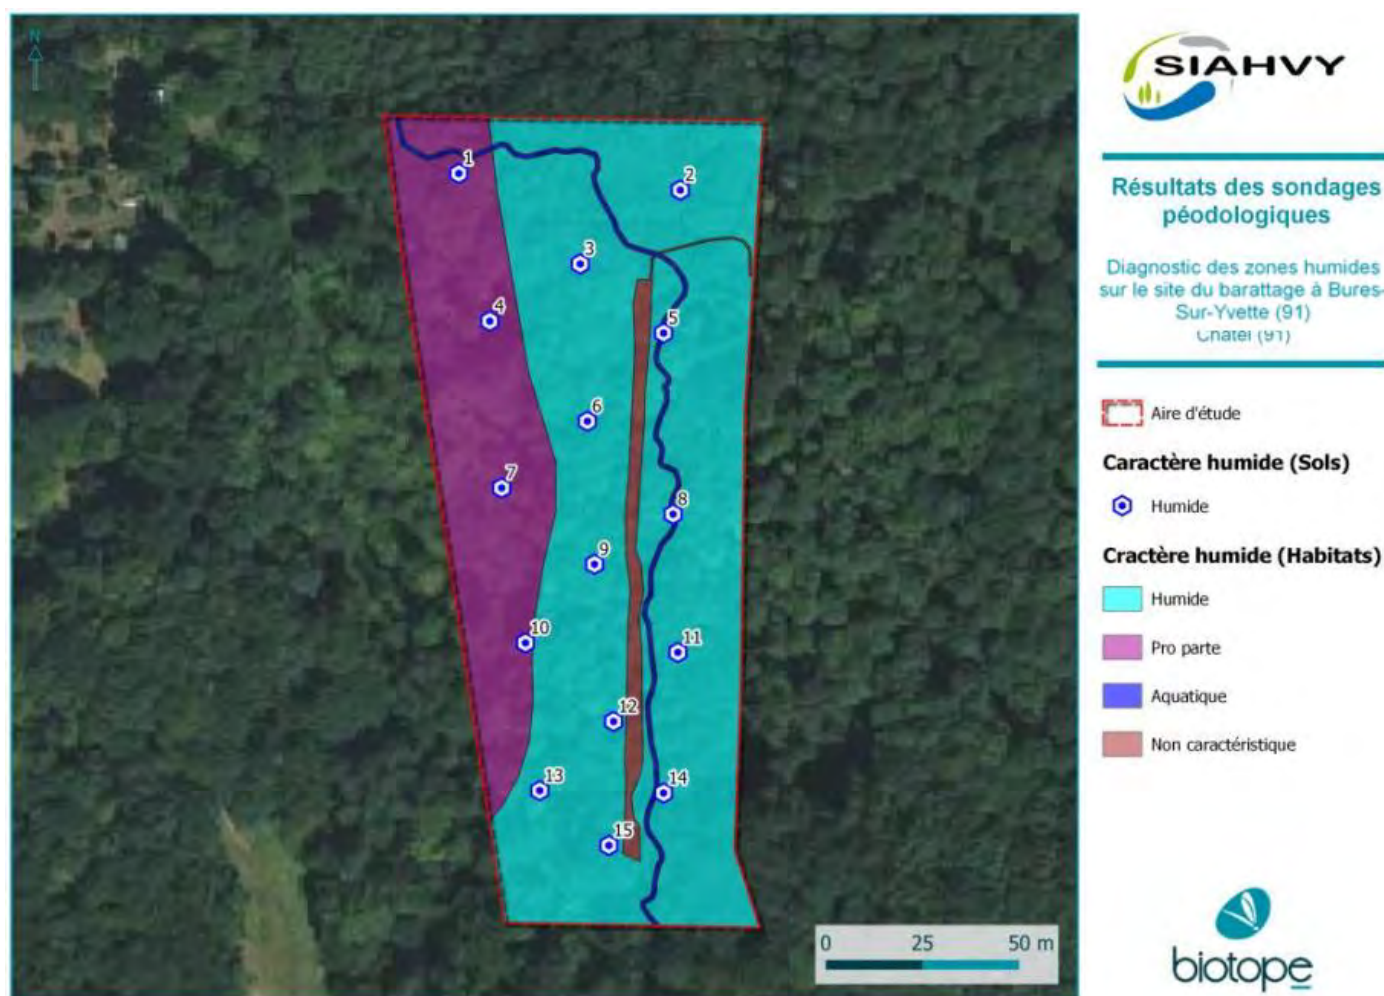 N
SIAHVY
Résultats des sondages
péodologiques
Diagnostic des zones humides
sur le site du barattage à Bures-
Sur-Yvette (91)
Chatel (91)
Aire d'étude
Caractère humide (Sols)
Humide
Cractère humide (Habitats)
Humide
Pro parte
Aquatique
Non caractéristique
biotope
1
2
3
4
5
6
7
8
9
10
11
12
13
14
15
0 25 50 m